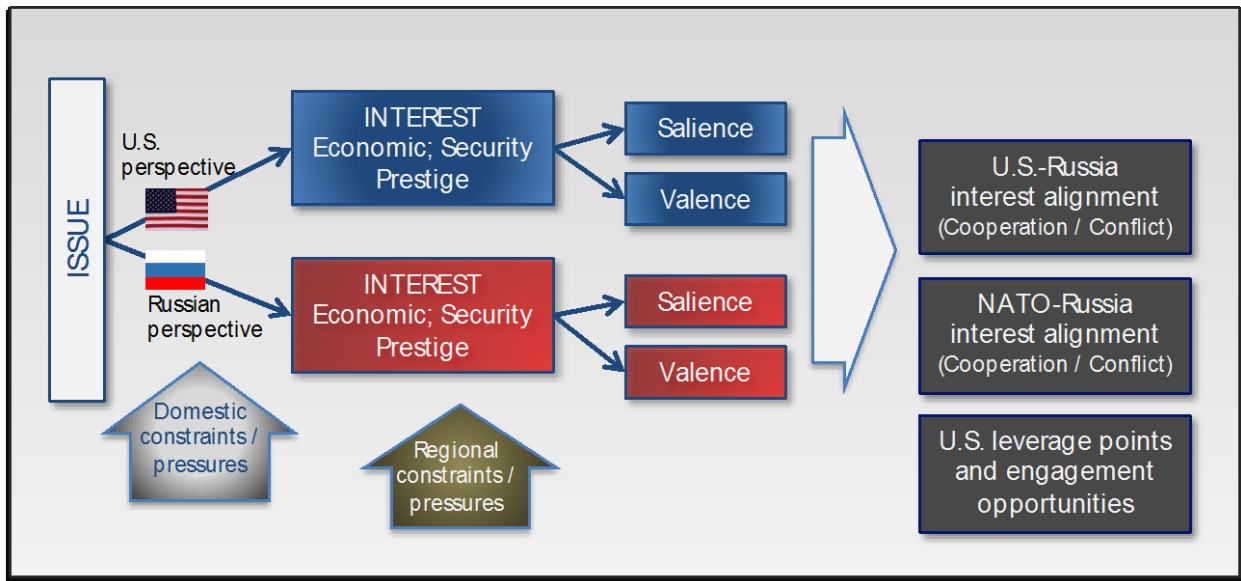 ISSUE
U.S.
perspective
Russian
perspective
INTEREST
Economic; Security
Prestige
Salience
Valence
INTEREST
Economic; Security
Prestige
Salience
Valence
Domestic
constraints /
pressures
Regional
constraints /
pressures
U.S.-Russia
interest alignment
(Cooperation / Conflict)
NATO-Russia
interest alignment
(Cooperation / Conflict)
U.S. leverage points
and engagement
opportunities